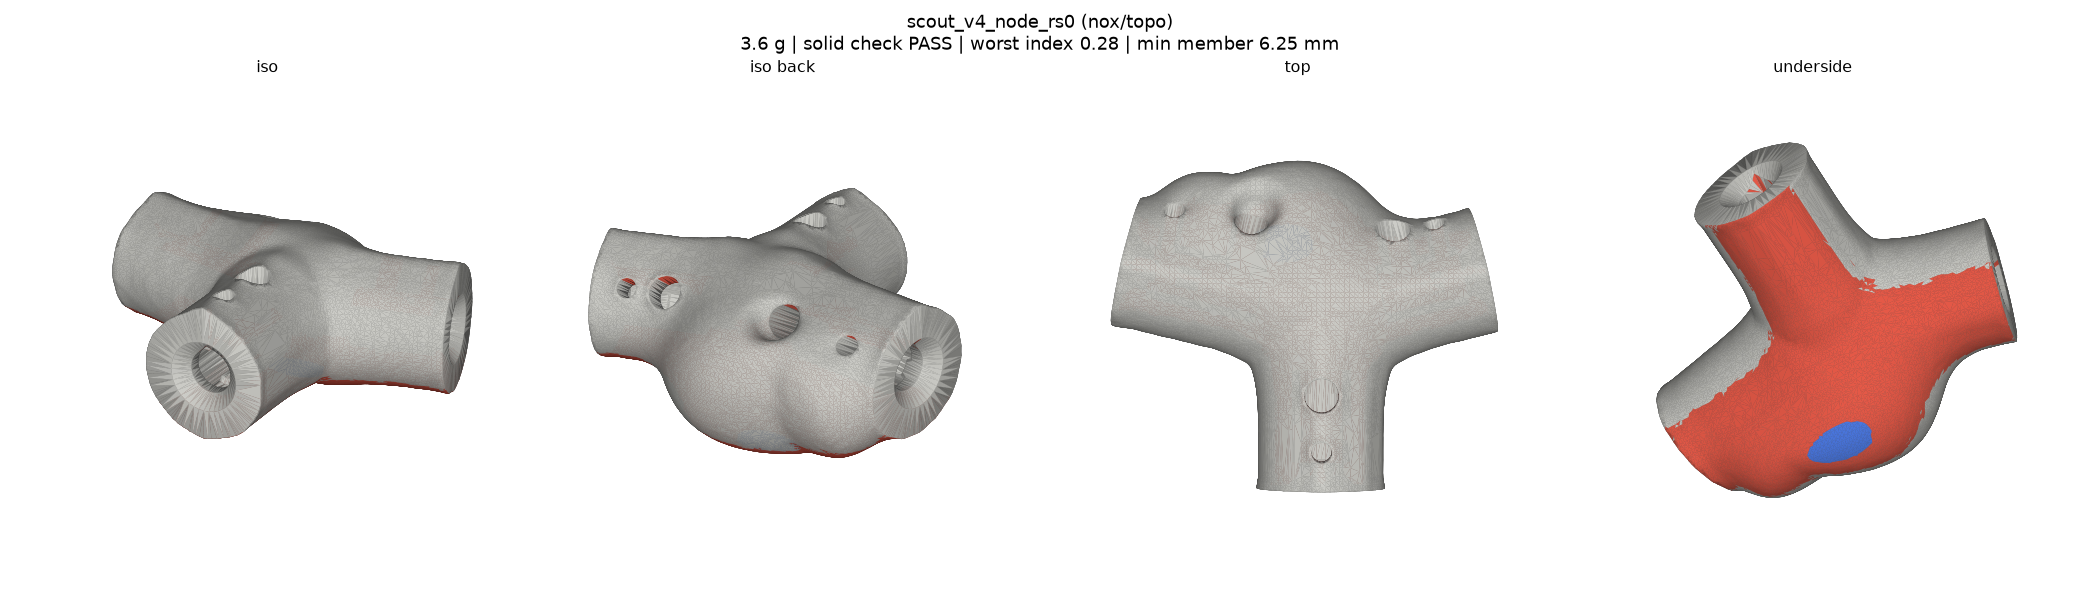 scout_v4_node_rs0 (nox/topo)
3.6 g | solid check PASS | worst index 0.28 | min member 6.25 mm
iso
iso back
top
underside